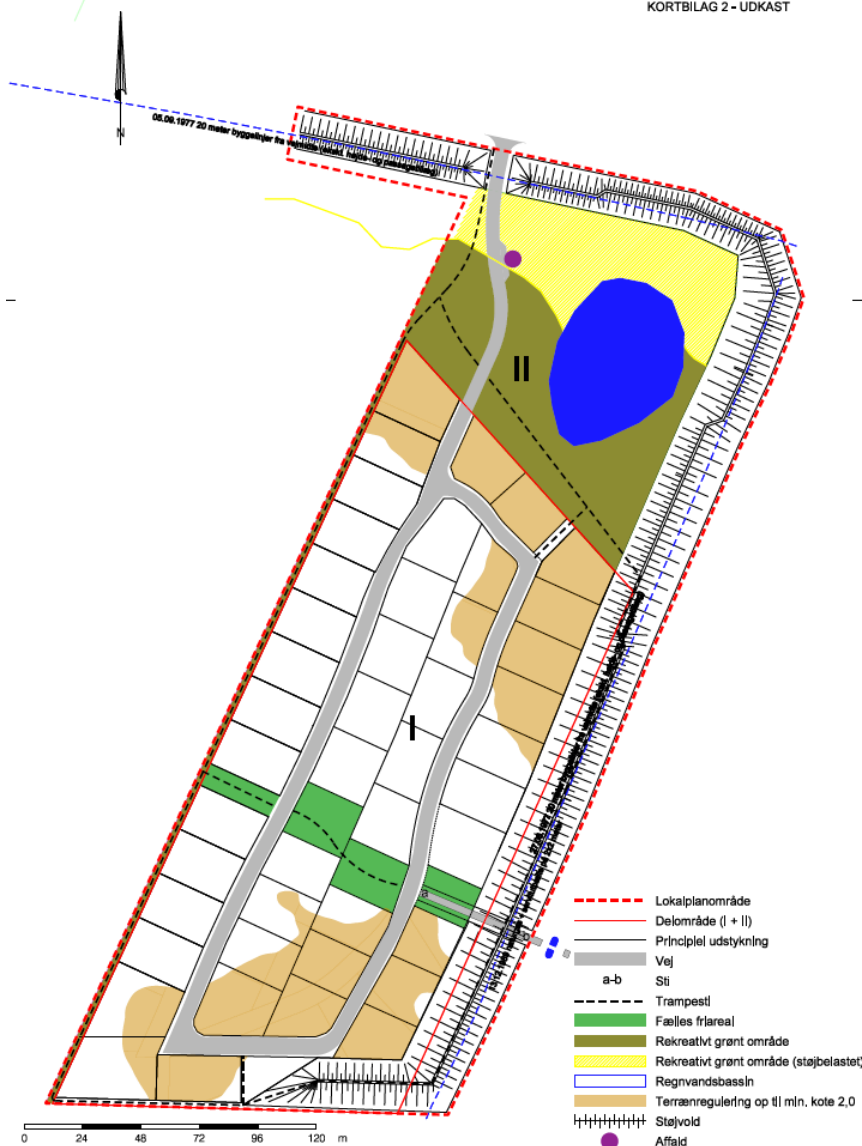 KORTBILAG 2 - UDKAST
N
05.09.1977 20 meter byggelinjer fra vejmidte
II
I
a
b
Lokalplanområde
Delområde (I + II)
Princlpiel udstykning
Vej
a-b Sti
Trampesti
Fælles friareal
Rekreativt grønt område
Rekreativt grønt område (støjbelastet)
Regnvandsbassin
Terrænregulering op til min. kote 2,0
Støjvold
Affald
0 24 48 72 96 120 m